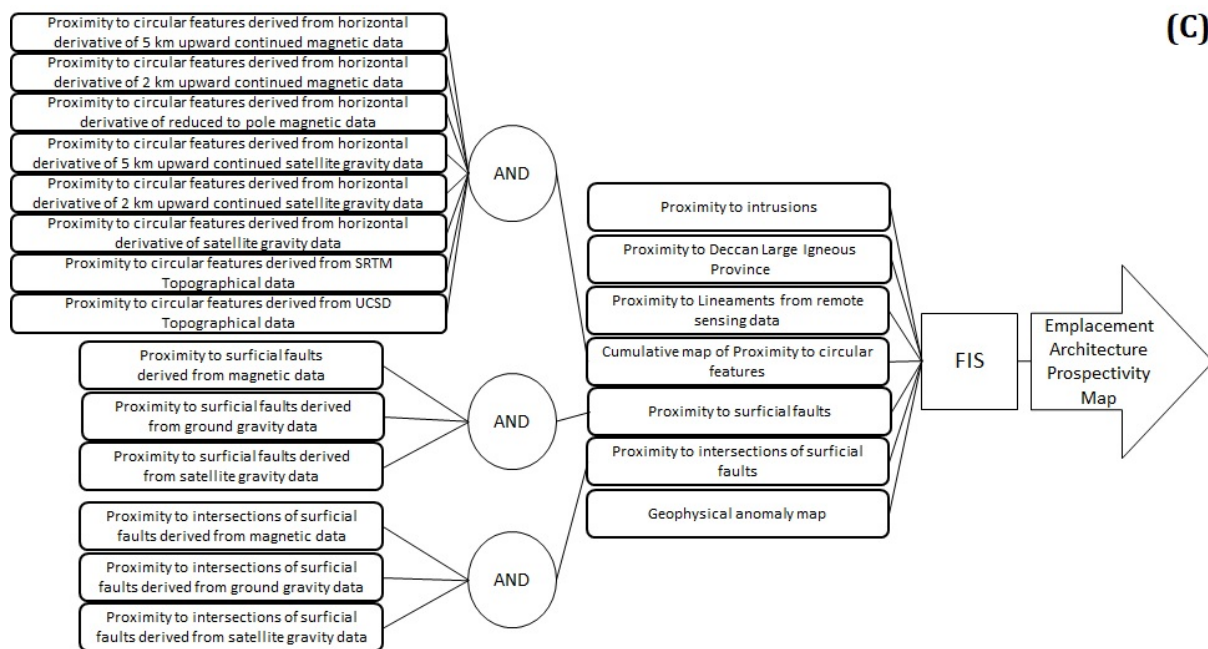 (C)
Proximity to circular features derived from horizontal
derivative of 5 km upward continued magnetic data
Proximity to circular features derived from horizontal
derivative of 2 km upward continued magnetic data
Proximity to circular features derived from horizontal
derivative of reduced to pole magnetic data
Proximity to circular features derived from horizontal
derivative of 5 km upward continued satellite gravity data
Proximity to circular features derived from horizontal
derivative of 2 km upward continued satellite gravity data
Proximity to circular features derived from horizontal
derivative of satellite gravity data
Proximity to circular features derived from SRTM
Topographical data
Proximity to circular features derived from UCSD
Topographical data
AND
Proximity to surficial faults
derived from magnetic data
Proximity to surficial faults derived
from ground gravity data
Proximity to surficial faults derived
from satellite gravity data
AND
Proximity to intersections of surficial
faults derived from magnetic data
Proximity to intersections of surficial
faults derived from ground gravity data
Proximity to intersections of surficial
faults derived from satellite gravity data
AND
Proximity to intrusions
Proximity to Deccan Large Igneous
Province
Proximity to Lineaments from remote
sensing data
Cumulative map of Proximity to circular
features
Proximity to surficial faults
Proximity to intersections of surficial
faults
Geophysical anomaly map
FIS
Emplacement
Architecture
Prospectivity
Map